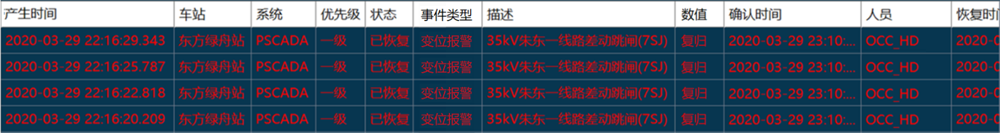 产生时间 车站 系统 优先级 状态 事件类型 描述 数值 确认时间 人员 恢复时间
2020-03-29 22:16:29.343 东方绿舟站 PSCADA 一级 已恢复 变位报警 35kV朱东一线路差动跳闸(7SJ) 复归 2020-03-29 23:10:... OCC_HD 2020-0
2020-03-29 22:16:25.787 东方绿舟站 PSCADA 一级 已恢复 变位报警 35kV朱东一线路差动跳闸(7SJ) 复归 2020-03-29 23:10:... OCC_HD 2020-0
2020-03-29 22:16:22.818 东方绿舟站 PSCADA 一级 已恢复 变位报警 35kV朱东一线路差动跳闸(7SJ) 复归 2020-03-29 23:10:... OCC_HD 2020-0
2020-03-29 22:16:20.209 东方绿舟站 PSCADA 一级 已恢复 变位报警 35kV朱东一线路差动跳闸(7SJ) 复归 2020-03-29 23:10:... OCC_HD 2020-0